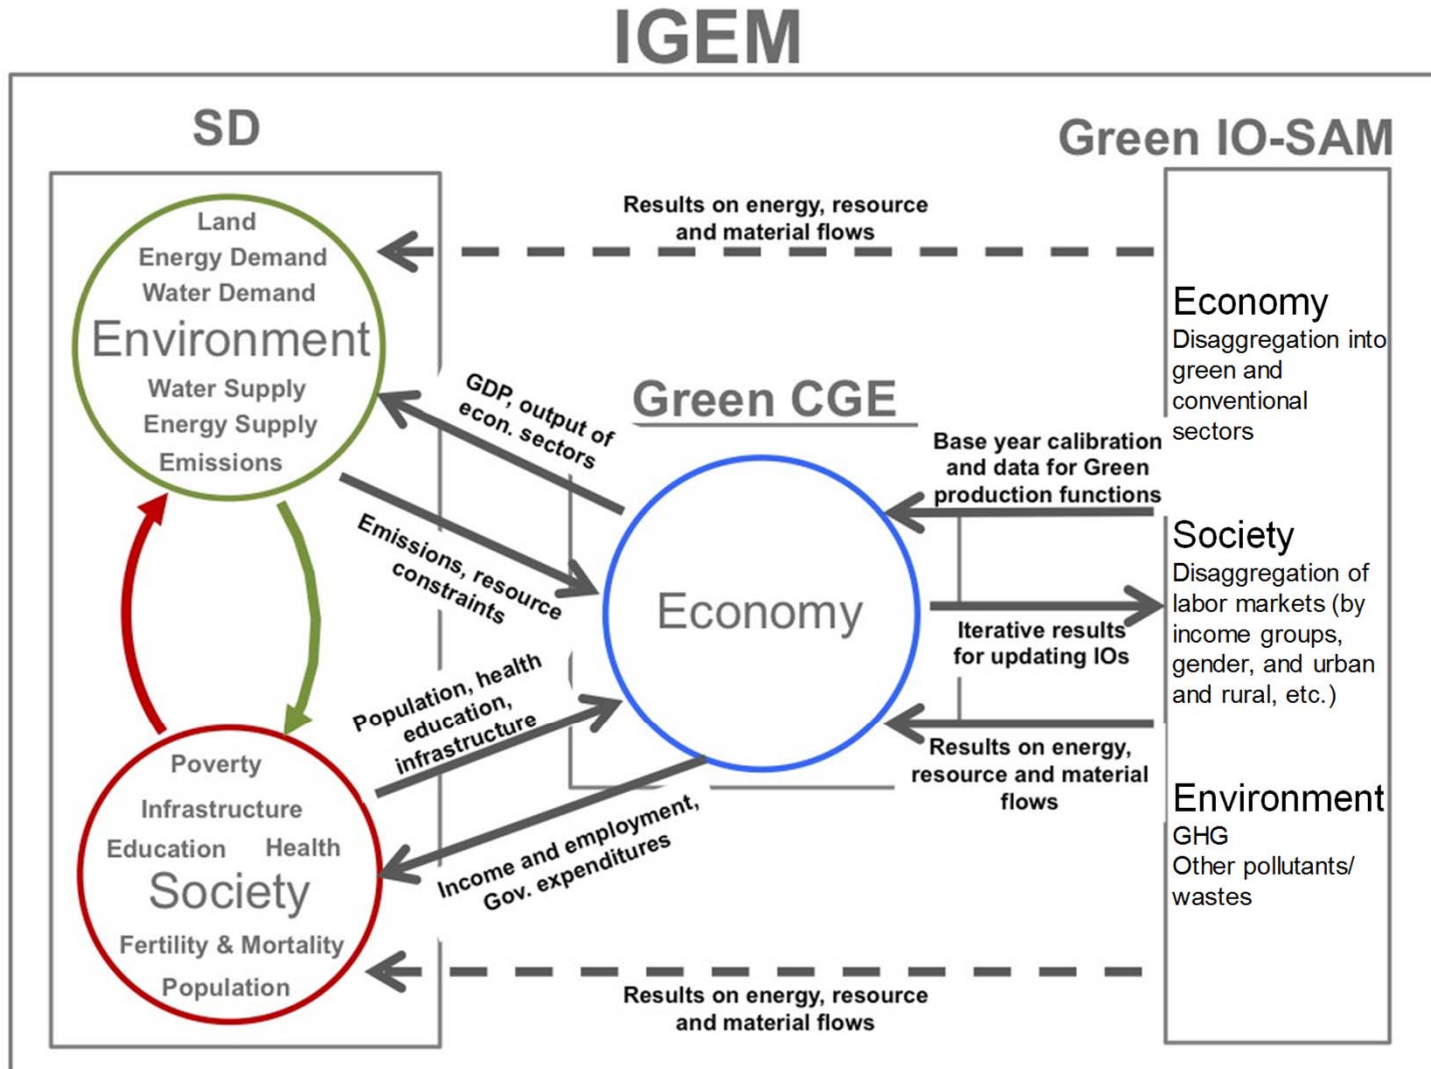 IGEM
SD
Green IO-SAM
Land
Energy Demand
Water Demand
Environment
Water Supply
Energy Supply
Emissions
Results on energy, resource
and material flows
GDP, output of
econ. sectors
Emissions, resource
constraints
Green CGE
Economy
Base year calibration
and data for Green
production functions
Iterative results
for updating IOs
Results on energy,
resource and material
flows
Population, health
education,
infrastructure
Income and employment,
Gov. expenditures
Poverty
Infrastructure
Education Health
Society
Fertility & Mortality
Population
Results on energy, resource
and material flows
Economy
Disaggregation into
green and
conventional
sectors
Society
Disaggregation of
labor markets (by
income groups,
gender, and urban
and rural, etc.)
Environment
GHG
Other pollutants/
wastes